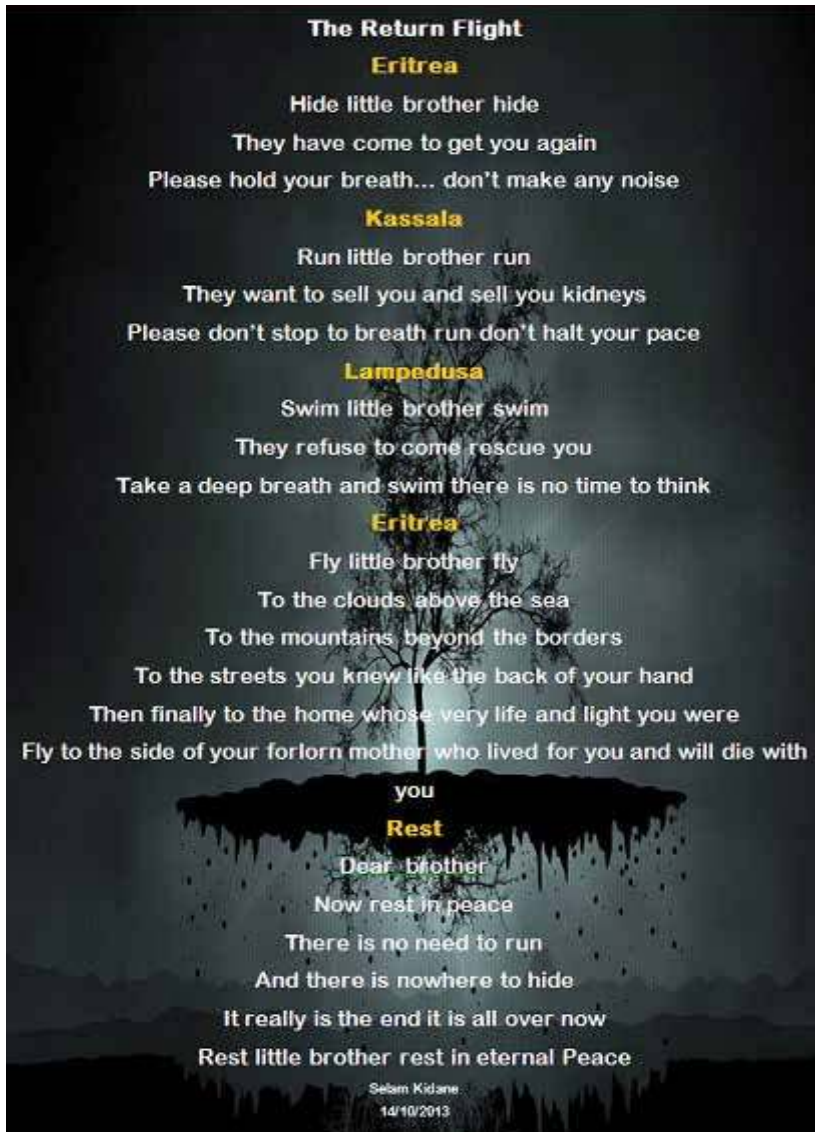 The Return Flight
Eritrea
Hide little brother hide
They have come to get you again
Please hold your breath... don't make any noise
Kassala
Run little brother run
They want to sell you and sell you kidneys
Please don't stop to breath run don't halt your pace
Lampedusa
Swim little brother swim
They refuse to come rescue you
Take a deep breath and swim there is no time to think
Eritrea
Fly little brother fly
To the clouds above the sea
To the mountains beyond the borders
To the streets you knew like the back of your hand
Then finally to the home whose very life and light you were
Fly to the side of your forlorn mother who lived for you and will die with
you
Rest
Dear brother
Now rest in peace
There is no need to run
And there is nowhere to hide
It really is the end it is all over now
Rest little brother rest in eternal Peace
Selam Kidane
14/10/2013